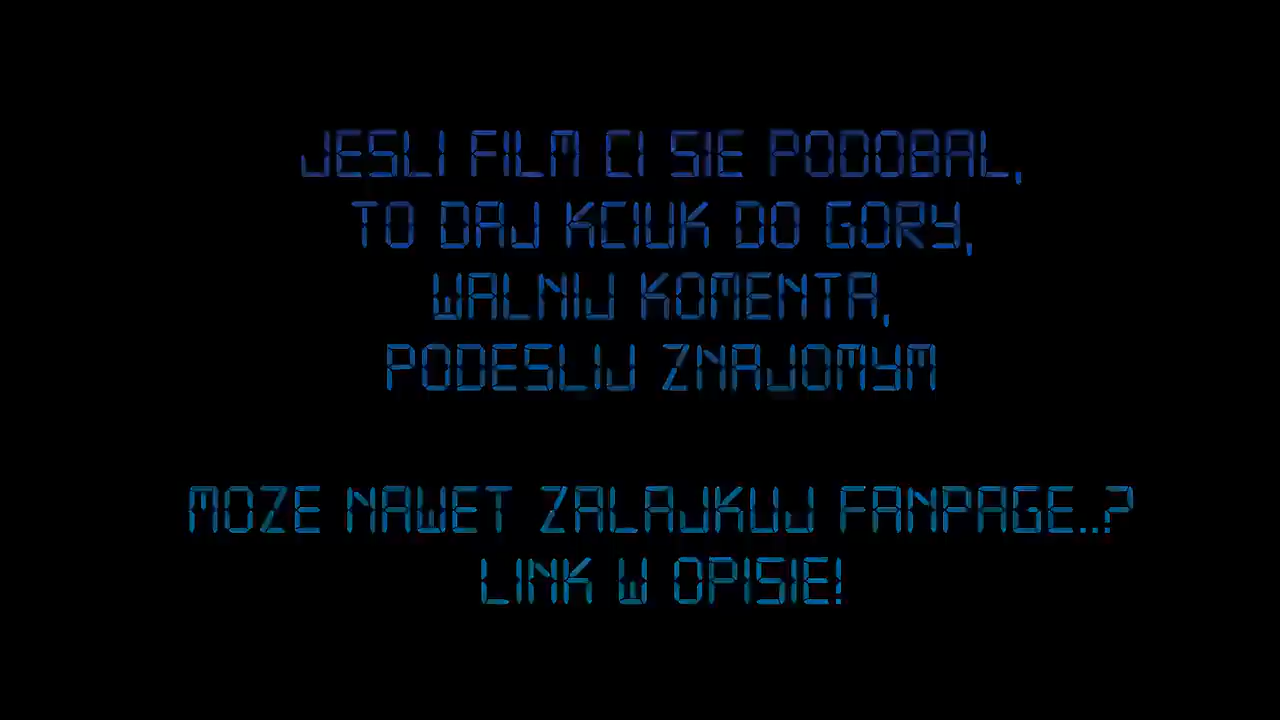 JESLI FILM CI SIE PODOBAL,
TO DAJ KCIUK DO GORY,
WALNIJ KOMENTA,
PODESLIJ ZNAJOMYM
MOZE NAWET ZALAJKUJ FANPAGE..?
LINK W OPISIE!